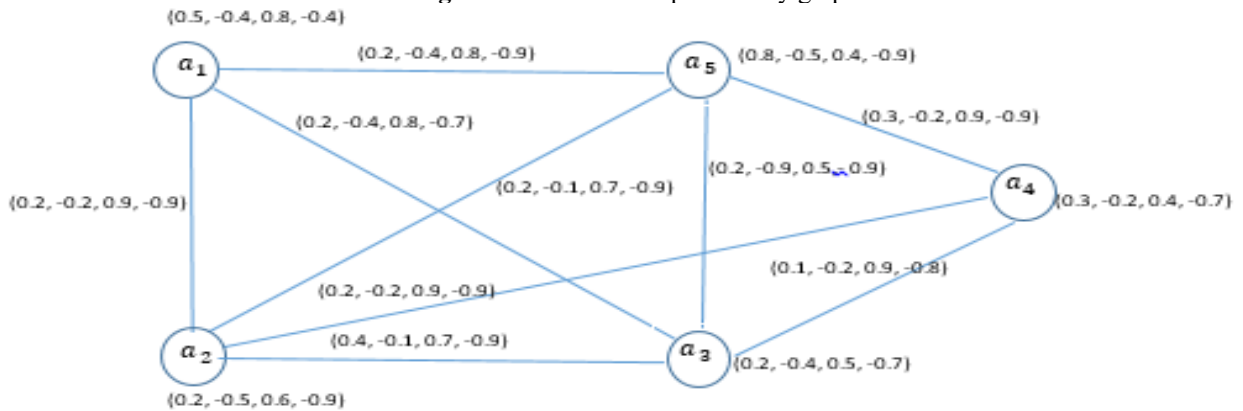 (0.5, -0.4, 0.8, -0.4)
a₁
(0.2, -0.4, 0.8, -0.9)
a₅
(0.8, -0.5, 0.4, -0.9)
(0.2, -0.4, 0.8, -0.7)
(0.3, -0.2, 0.9, -0.9)
(0.2, -0.9, 0.5, -0.9)
(0.2, -0.1, 0.7, -0.9)
a₄
(0.2, -0.2, 0.9, -0.9)
(0.3, -0.2, 0.4, -0.7)
(0.1, -0.2, 0.9, -0.8)
(0.2, -0.2, 0.9, -0.9)
(0.4, -0.1, 0.7, -0.9)
a₂
a₃
(0.2, -0.4, 0.5, -0.7)
(0.2, -0.5, 0.6, -0.9)